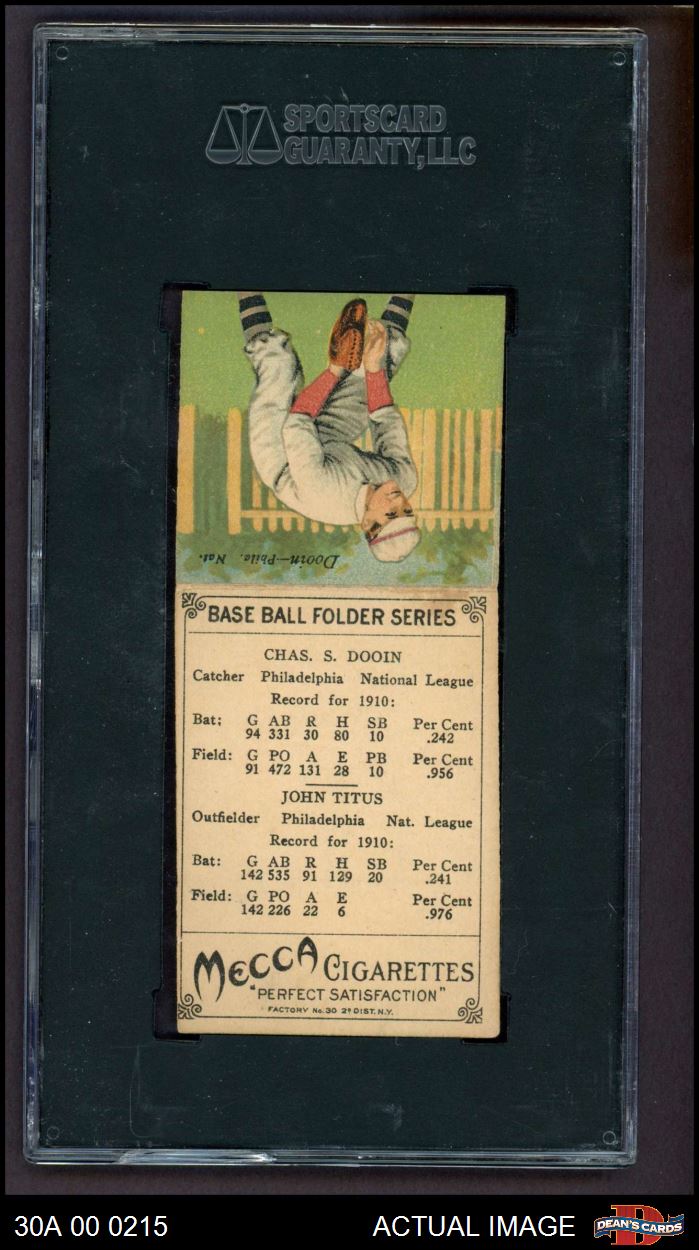 SPORTSCARD
GUARANTY, LLC
Dooin—Phila. Nat.
BASE BALL FOLDER SERIES
CHAS. S. DOOIN
Catcher Philadelphia National League
Record for 1910:
Bat: G AB R H SB Per Cent
94 331 30 80 10 .242
Field: G PO A E PB Per Cent
91 472 131 28 10 .956
JOHN TITUS
Outfielder Philadelphia Nat. League
Record for 1910:
Bat: G AB R H SB Per Cent
142 535 91 129 20 .241
Field: G PO A E Per Cent
142 226 22 6 .976
MECCA CIGARETTES
"PERFECT SATISFACTION"
FACTORY No. 30 2d DIST. N.Y.
30A 00 0215 ACTUAL IMAGE DEAN'S CARDS